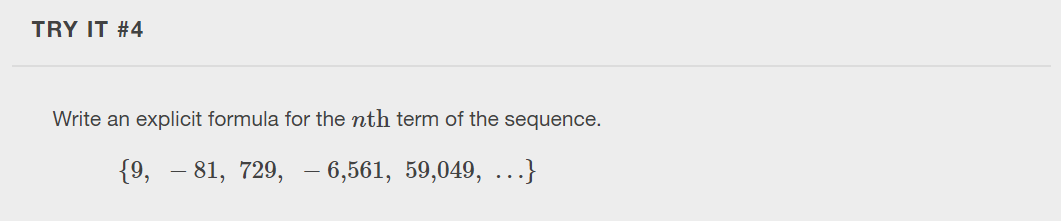 TRY IT #4
Write an explicit formula for the nth term of the sequence.
{9, − 81, 729, − 6,561, 59,049, ...}